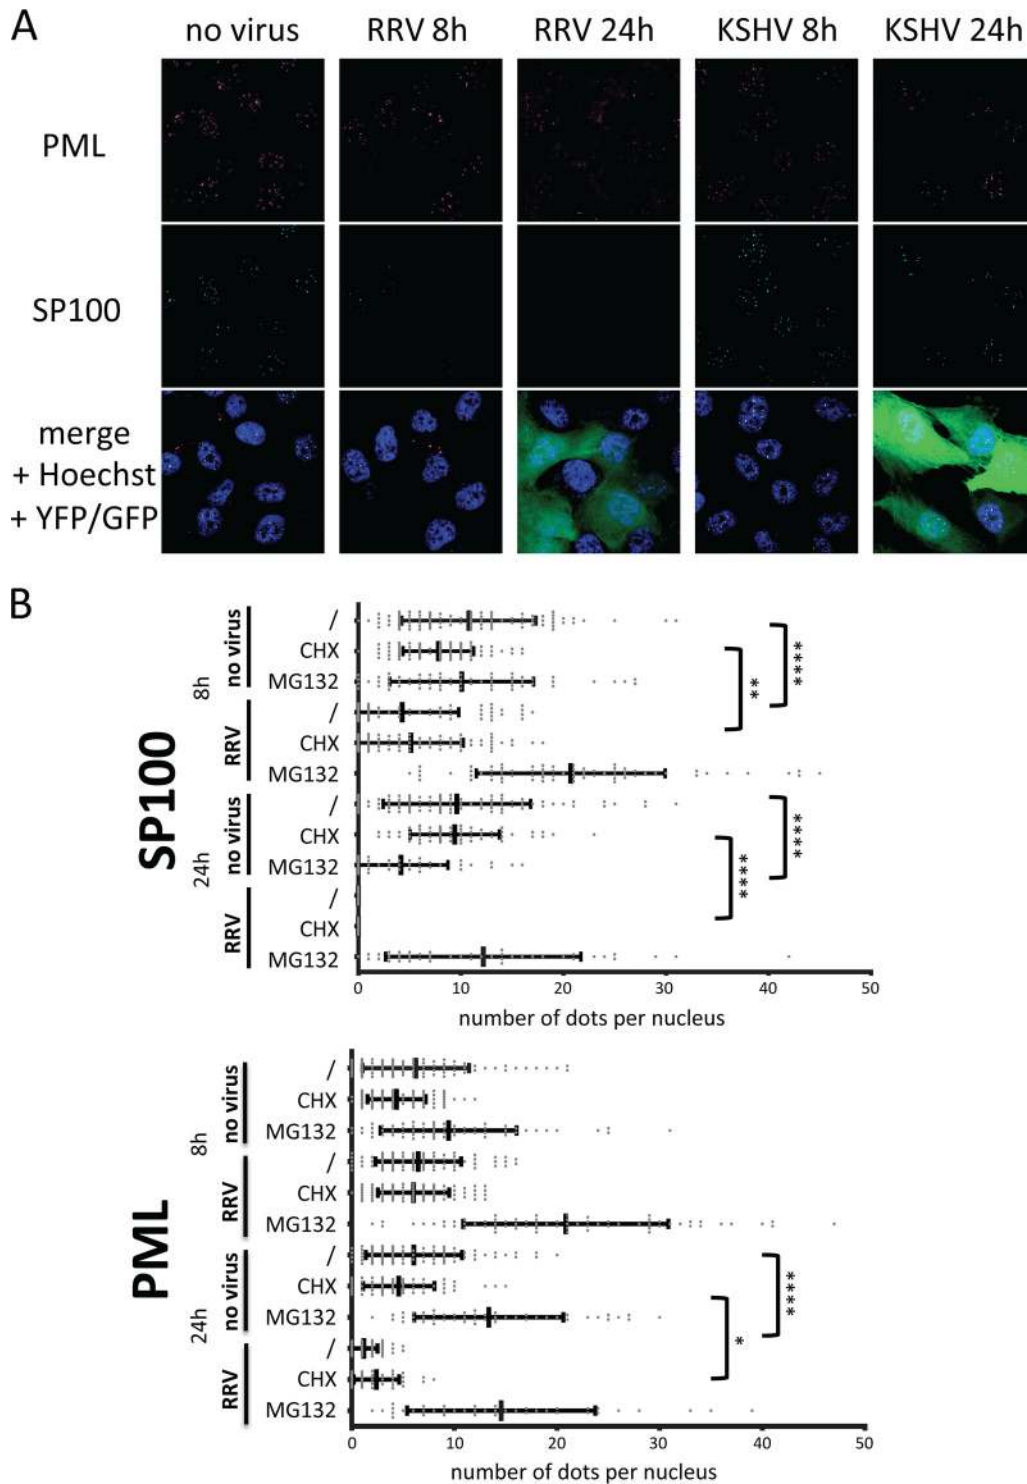 A
no virus RRV 8h RRV 24h KSHV 8h KSHV 24h
PML
SP100
merge
+ Hoechst
+ YFP/GFP
B
SP100
8h
no virus
/
CHX
MG132
RRV
/
CHX
MG132
24h
no virus
/
CHX
MG132
RRV
/
CHX
MG132
**
****
****
****
0 10 20 30 40 50
number of dots per nucleus
PML
8h
no virus
/
CHX
MG132
RRV
/
CHX
MG132
24h
no virus
/
CHX
MG132
RRV
/
CHX
MG132
*
****
0 10 20 30 40 50
number of dots per nucleus